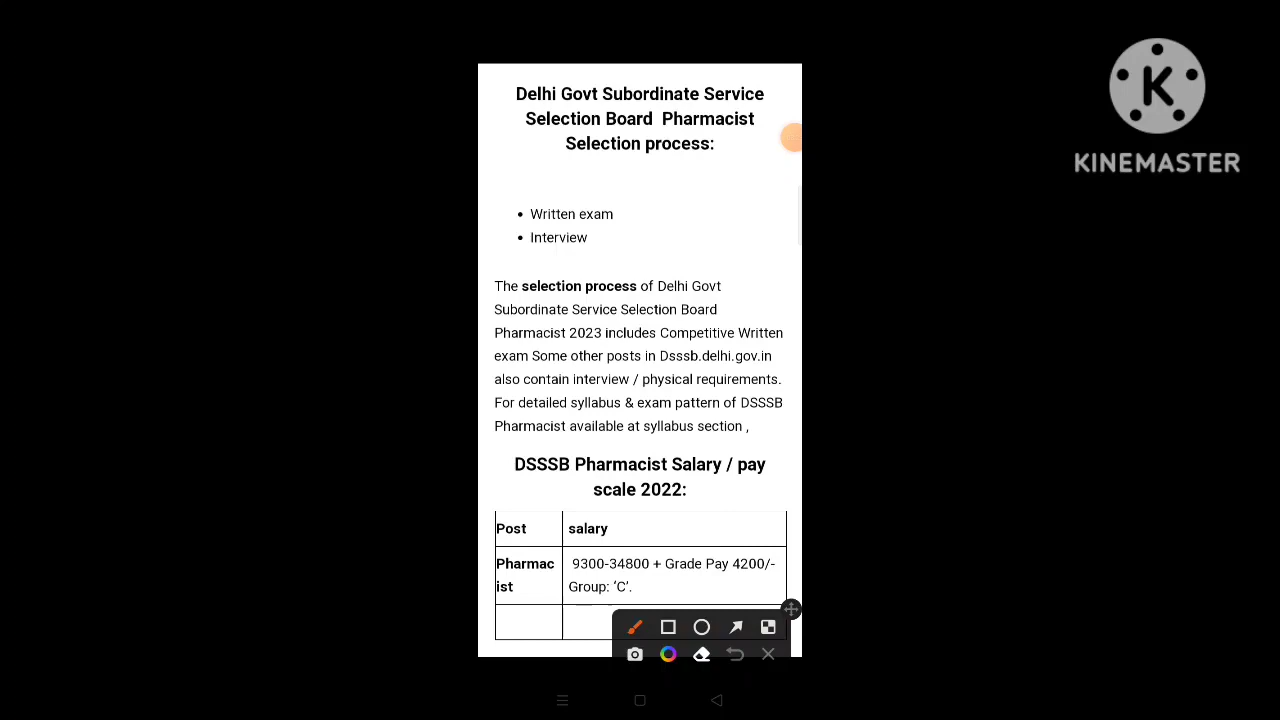 Delhi Govt Subordinate Service
Selection Board Pharmacist
Selection process:
• Written exam
• Interview
The selection process of Delhi Govt
Subordinate Service Selection Board
Pharmacist 2023 includes Competitive Written
exam Some other posts in Dsssb.delhi.gov.in
also contain interview / physical requirements.
For detailed syllabus & exam pattern of DSSSB
Pharmacist available at syllabus section ,
DSSSB Pharmacist Salary / pay
scale 2022:
Post salary
Pharmac 9300-34800 + Grade Pay 4200/-
ist Group: ‘C’.
K
KINEMASTER